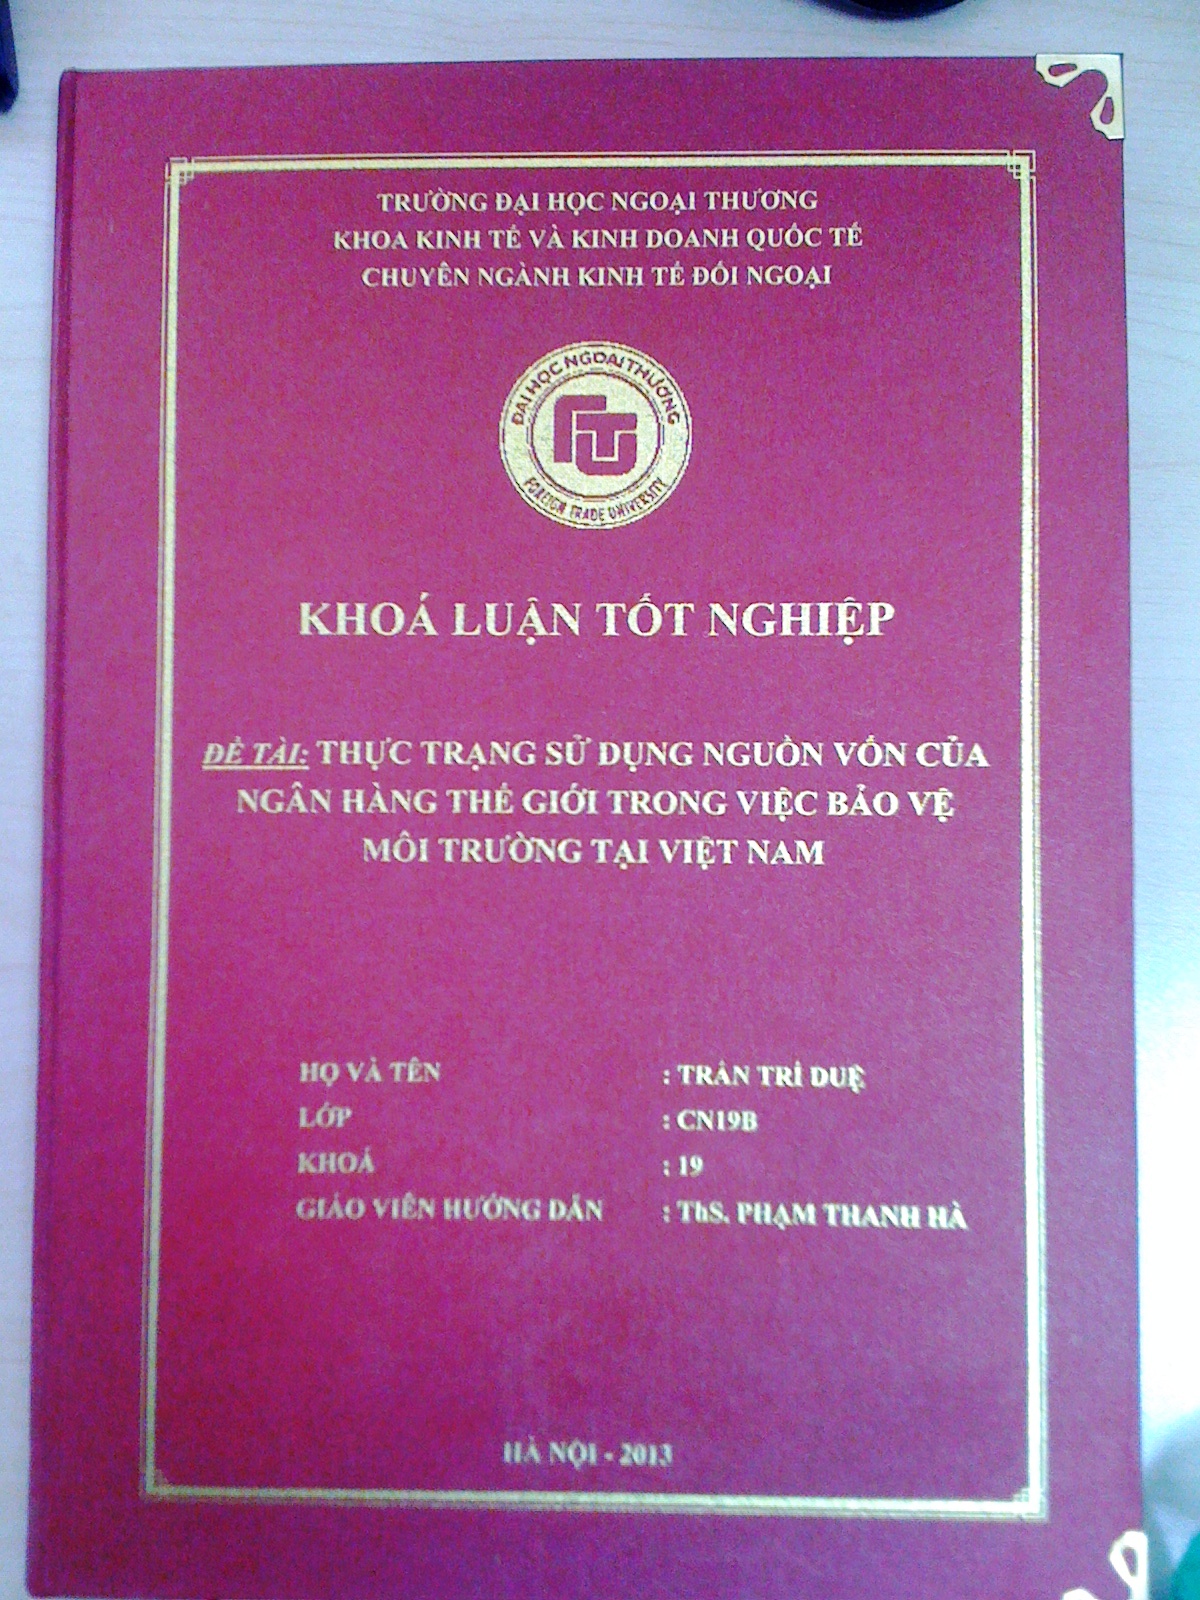 TRƯỜNG ĐẠI HỌC NGOẠI THƯƠNG
KHOA KINH TẾ VÀ KINH DOANH QUỐC TẾ
CHUYÊN NGÀNH KINH TẾ ĐỐI NGOẠI
ĐẠI HỌC NGOẠI THƯƠNG
FTU
FOREIGN TRADE UNIVERSITY
KHOÁ LUẬN TỐT NGHIỆP
ĐỀ TÀI: THỰC TRẠNG SỬ DỤNG NGUỒN VỐN CỦA
NGÂN HÀNG THẾ GIỚI TRONG VIỆC BẢO VỆ
MÔI TRƯỜNG TẠI VIỆT NAM
HỌ VÀ TÊN : TRẦN TRÍ DUỆ
LỚP : CN19B
KHOÁ : 19
GIÁO VIÊN HƯỚNG DẪN : ThS. PHẠM THANH HÀ
HÀ NỘI - 2013